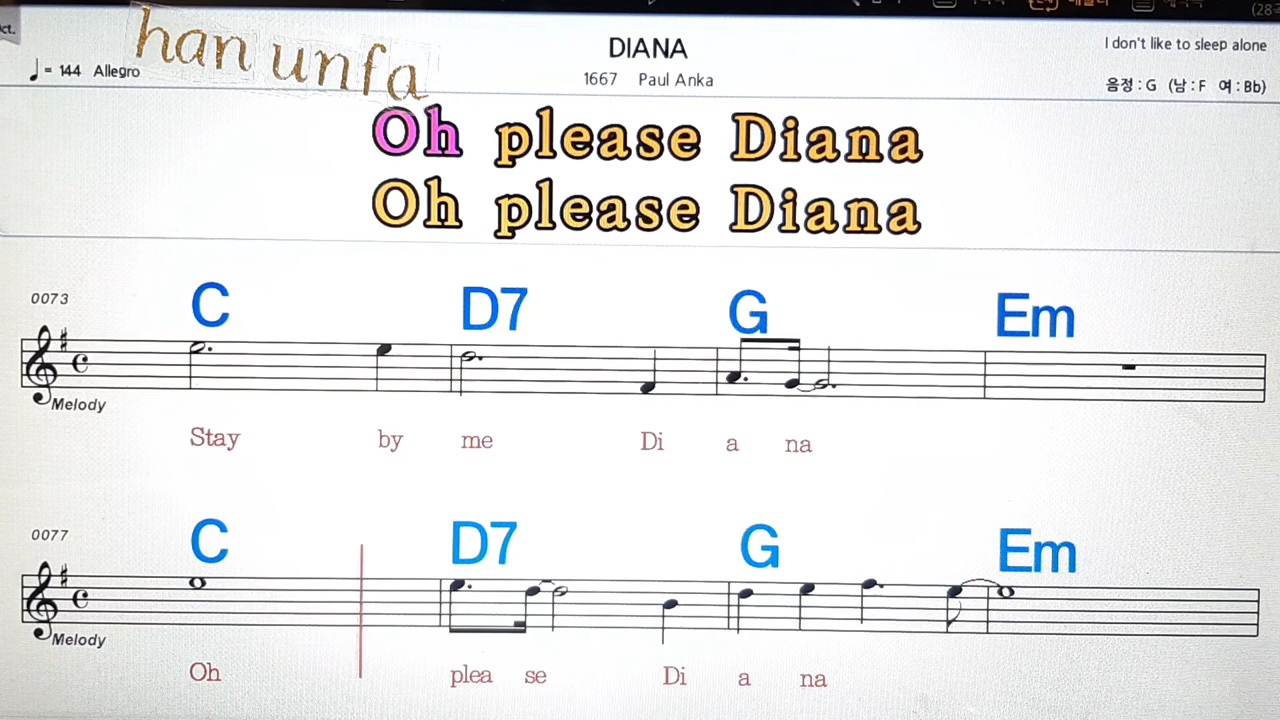 han unfa
DIANA
I don't like to sleep alone
♩= 144 Allegro
1667 Paul Anka
음정 : G (남 : F 여 : Bb)
Oh please Diana
Oh please Diana
0073
C D7 G Em
Melody
Stay by me Di a na
0077
C D7 G Em
Melody
Oh plea se Di a na